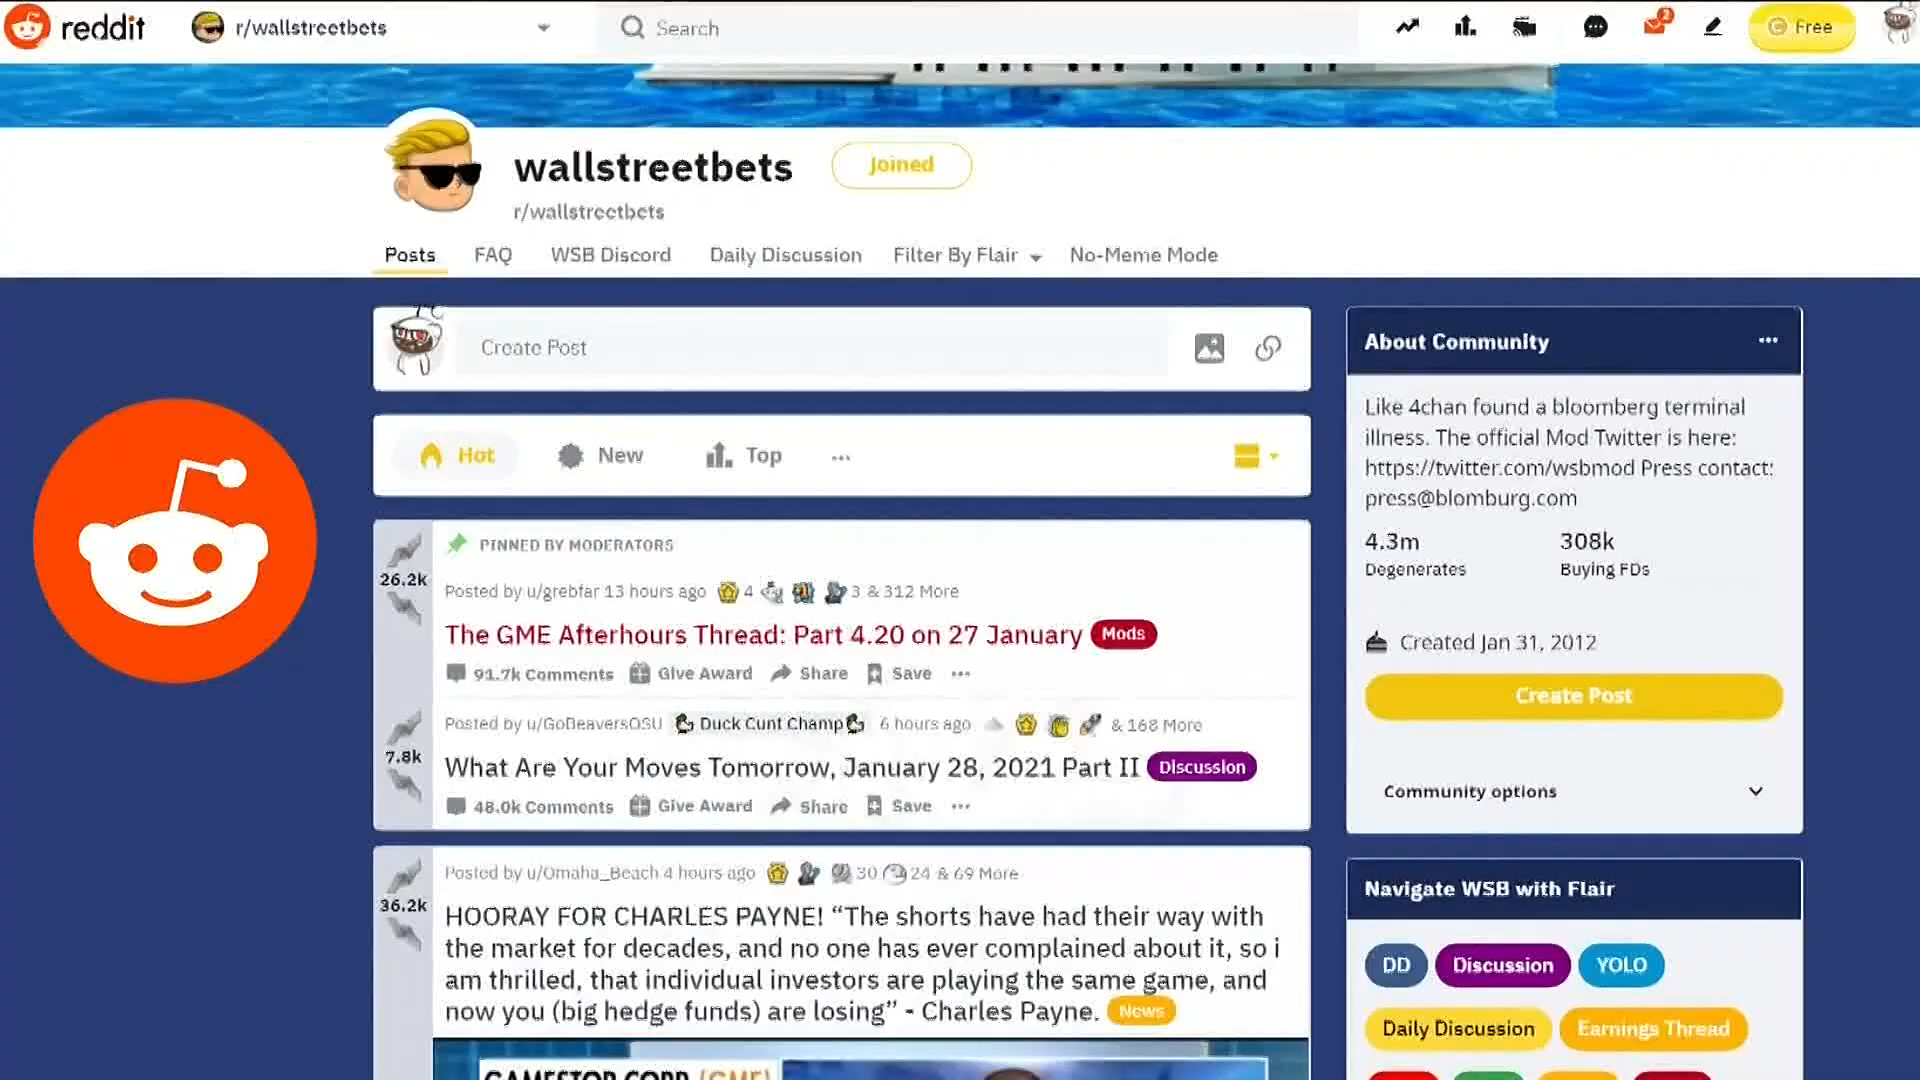 reddit r/wallstreetbets Search 2 Free
wallstreetbets Joined
r/wallstreetbets
Posts FAQ WSB Discord Daily Discussion Filter By Flair No-Meme Mode
Create Post
Hot New Top ...
26.2k
PINNED BY MODERATORS
Posted by u/grebfar 13 hours ago 4 3 & 312 More
The GME Afterhours Thread: Part 4.20 on 27 January Mods
91.7k Comments Give Award Share Save ...
7.8k
Posted by u/GoBeaversOSU Duck Cunt Champ 6 hours ago & 168 More
What Are Your Moves Tomorrow, January 28, 2021 Part II Discussion
48.0k Comments Give Award Share Save ...
36.2k
Posted by u/Omaha_Beach 4 hours ago 30 24 & 69 More
HOORAY FOR CHARLES PAYNE! “The shorts have had their way with
the market for decades, and no one has ever complained about it, so i
am thrilled, that individual investors are playing the same game, and
now you (big hedge funds) are losing” - Charles Payne. News
GAMESTOP CORP (GME)
About Community ...
Like 4chan found a bloomberg terminal
illness. The official Mod Twitter is here:
https://twitter.com/wsbmod Press contact:
press@blomburg.com
4.3m 308k
Degenerates Buying FDs
Created Jan 31, 2012
Create Post
Community options
Navigate WSB with Flair
DD Discussion YOLO
Daily Discussion Earnings Thread